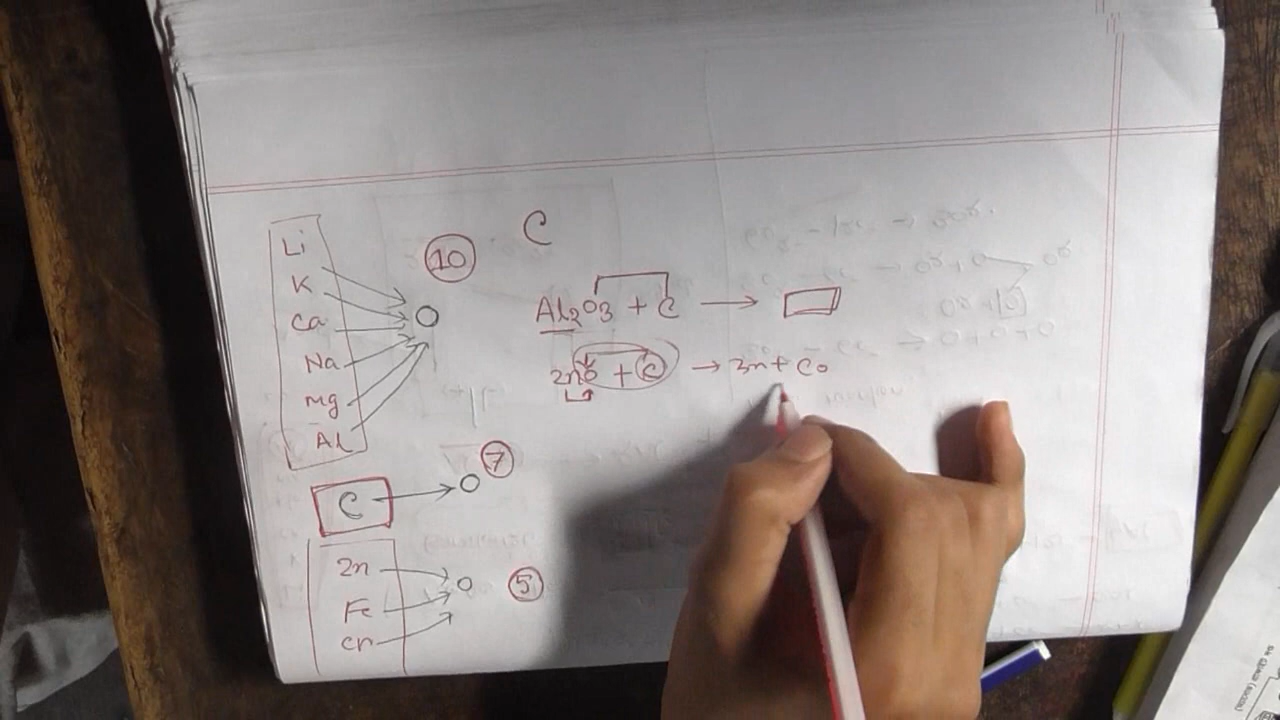 Li
K
Ca
Na
Mg
Al
10
C
Al2O3 + C →
ZnO + C → Zn + Co
O
C → O
7
Zn
Fe
Cr
O
5